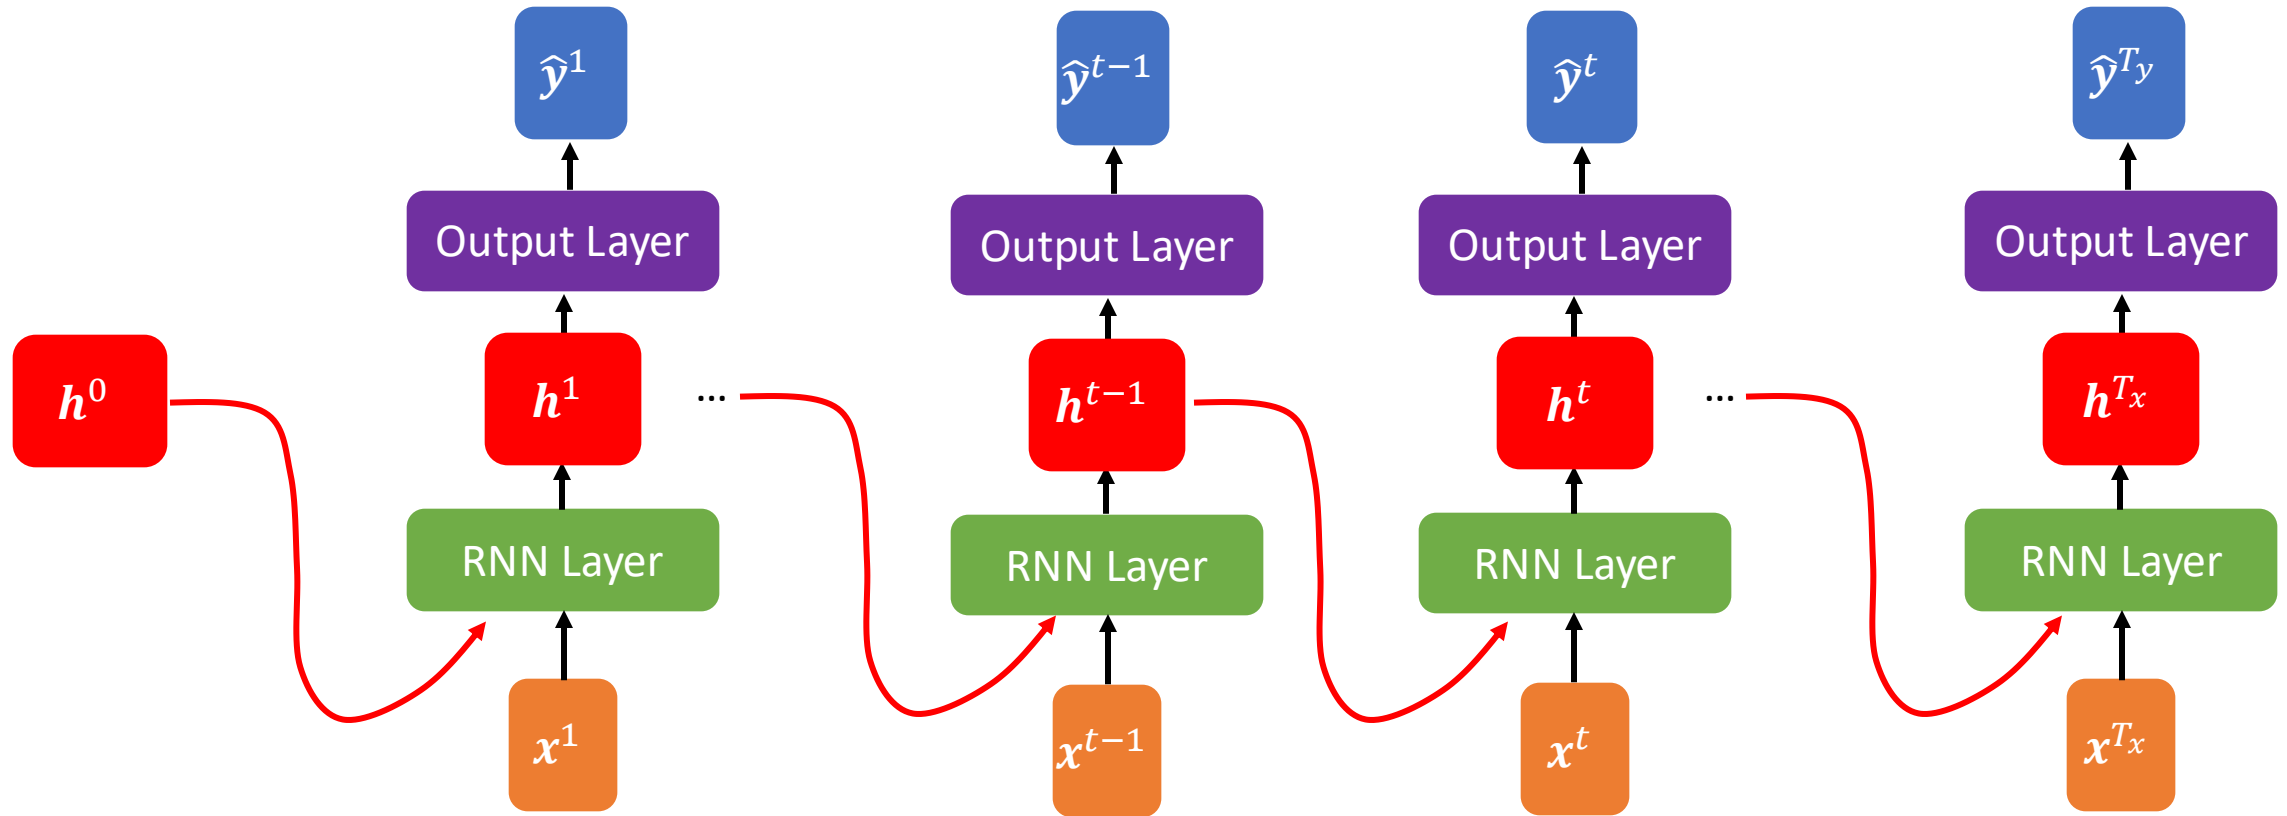 ŷ¹
ŷᵗ⁻¹
ŷᵗ
ŷ^{T_y}
Output Layer
Output Layer
Output Layer
Output Layer
h⁰
h¹
...
hᵗ⁻¹
hᵗ
...
h^{T_x}
RNN Layer
RNN Layer
RNN Layer
RNN Layer
x¹
xᵗ⁻¹
xᵗ
x^{T_x}